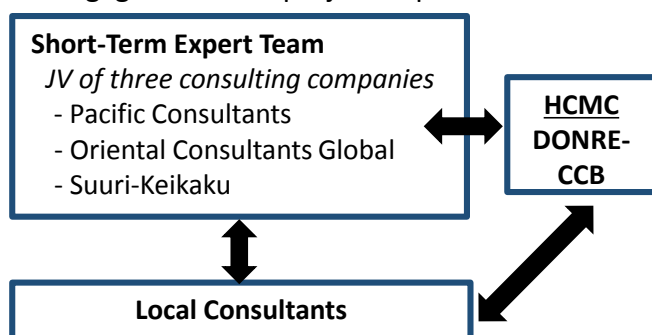 Short-Term Expert Team
JV of three consulting companies
- Pacific Consultants
- Oriental Consultants Global
- Suuri-Keikaku
HCMC
DONRE-
CCB
Local Consultants